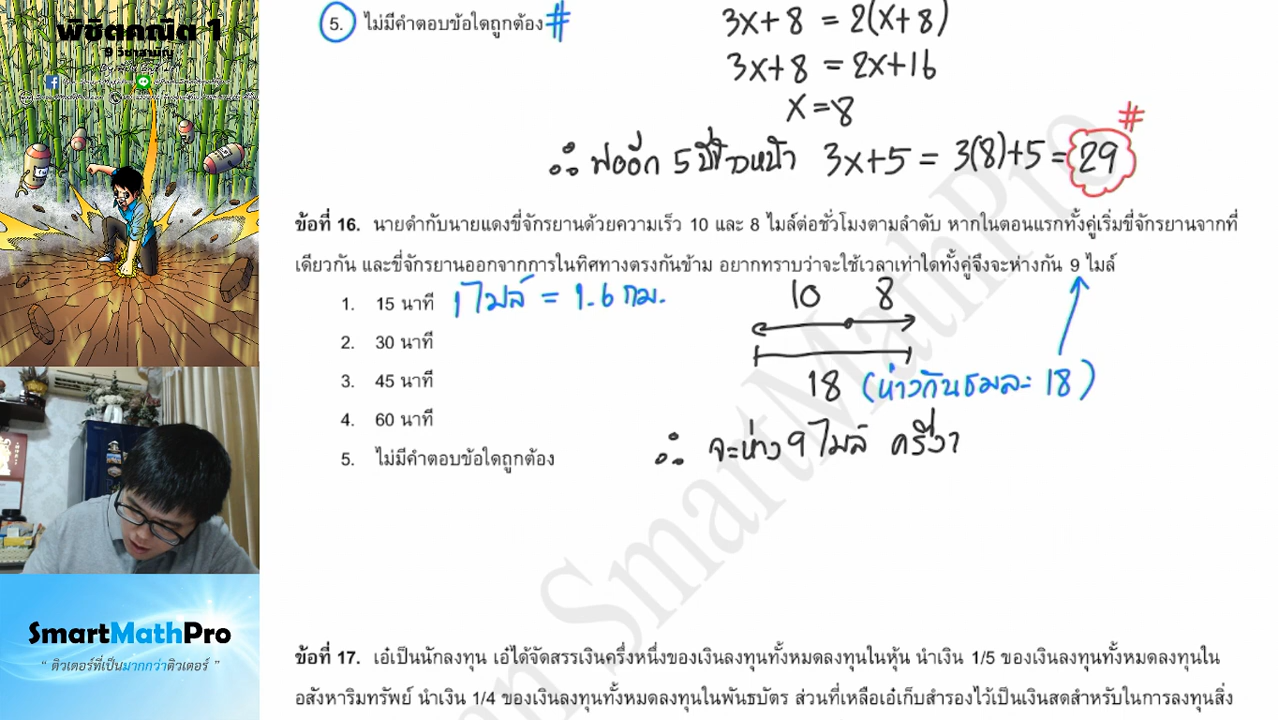 พิชิตคณิต 1
9 วิชาสามัญ
5. ไม่มีคำตอบข้อใดถูกต้อง #
3x+8 = 2(x+8)
3x+8 = 2x+16
x=8
∴ พ่ออีก 5 ปีข้างหน้า 3x+5 = 3(8)+5 = 29 #
ข้อที่ 16. นายดำกับนายแดงขี่จักรยานด้วยความเร็ว 10 และ 8 ไมล์ต่อชั่วโมงตามลำดับ หากในตอนแรกทั้งคู่เริ่มขี่จักรยานจากที่
เดียวกัน และขี่จักรยานออกจากการในทิศทางตรงกันข้าม อยากทราบว่าจะใช้เวลาเท่าใดทั้งคู่จึงจะห่างกัน 9 ไมล์
1. 15 นาที
1 ไมล์ = 1.6 กม.
10 8
2. 30 นาที
3. 45 นาที
18 (ห่างกันชมละ 18)
4. 60 นาที
∴ จะห่าง 9 ไมล์ ครึ่ง
5. ไม่มีคำตอบข้อใดถูกต้อง
SmartMathPro
SmartMathPro
“ ติวเตอร์ที่เป็นมากกว่าติวเตอร์ ”
ข้อที่ 17. เอ๋เป็นนักลงทุน เอ๋ได้จัดสรรเงินครึ่งหนึ่งของเงินลงทุนทั้งหมดลงทุนในหุ้น นำเงิน 1/5 ของเงินลงทุนทั้งหมดลงทุนใน
อสังหาริมทรัพย์ นำเงิน 1/4 ของเงินลงทุนทั้งหมดลงทุนในพันธบัตร ส่วนที่เหลือเอ๋เก็บสำรองไว้เป็นเงินสดสำหรับในการลงทุนสิ่ง